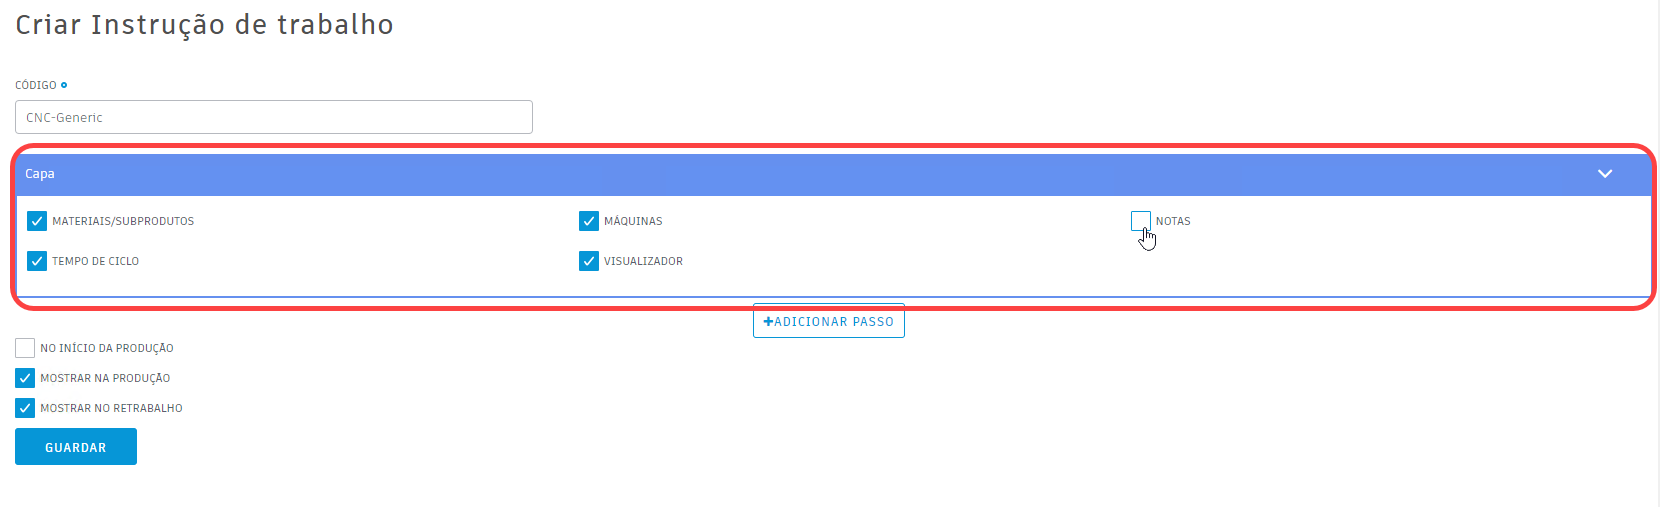 Criar Instrução de trabalho
CÓDIGO
CNC-Generic
Capa
MATERIAIS/SUBPRODUTOS MÁQUINAS NOTAS
TEMPO DE CICLO VISUALIZADOR
+ADICIONAR PASSO
NO INÍCIO DA PRODUÇÃO
MOSTRAR NA PRODUÇÃO
MOSTRAR NO RETRABALHO
GUARDAR